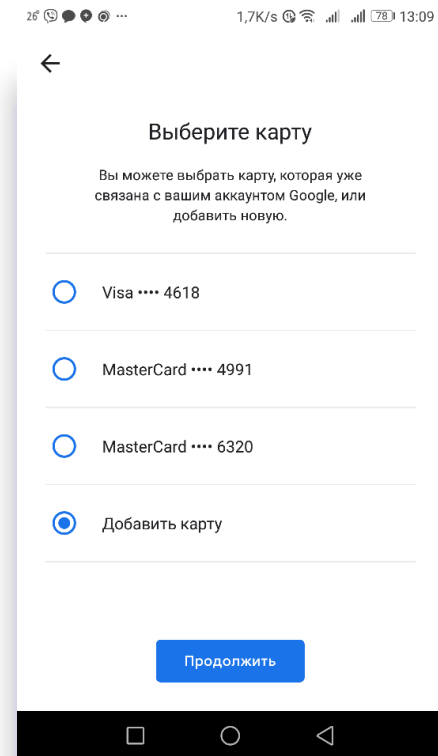 26° 1,7K/s 78 13:09
Выберите карту
Вы можете выбрать карту, которая уже
связана с вашим аккаунтом Google, или
добавить новую.
Visa •••• 4618
MasterCard •••• 4991
MasterCard •••• 6320
Добавить карту
Продолжить